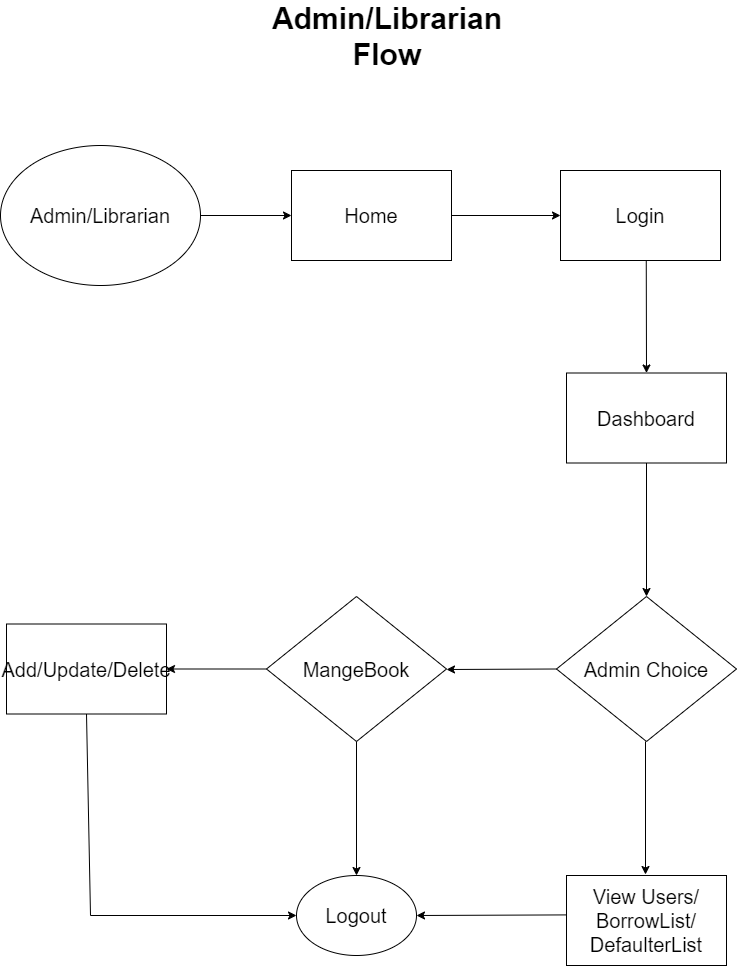 Admin/Librarian
Flow
Admin/Librarian
Home
Login
Dashboard
Add/Update/Delete
MangeBook
Admin Choice
Logout
View Users/
BorrowList/
DefaulterList